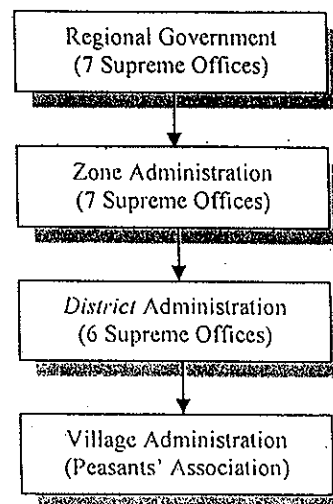 Regional Government
(7 Supreme Offices)
Zone Administration
(7 Supreme Offices)
District Administration
(6 Supreme Offices)
Village Administration
(Peasants' Association)